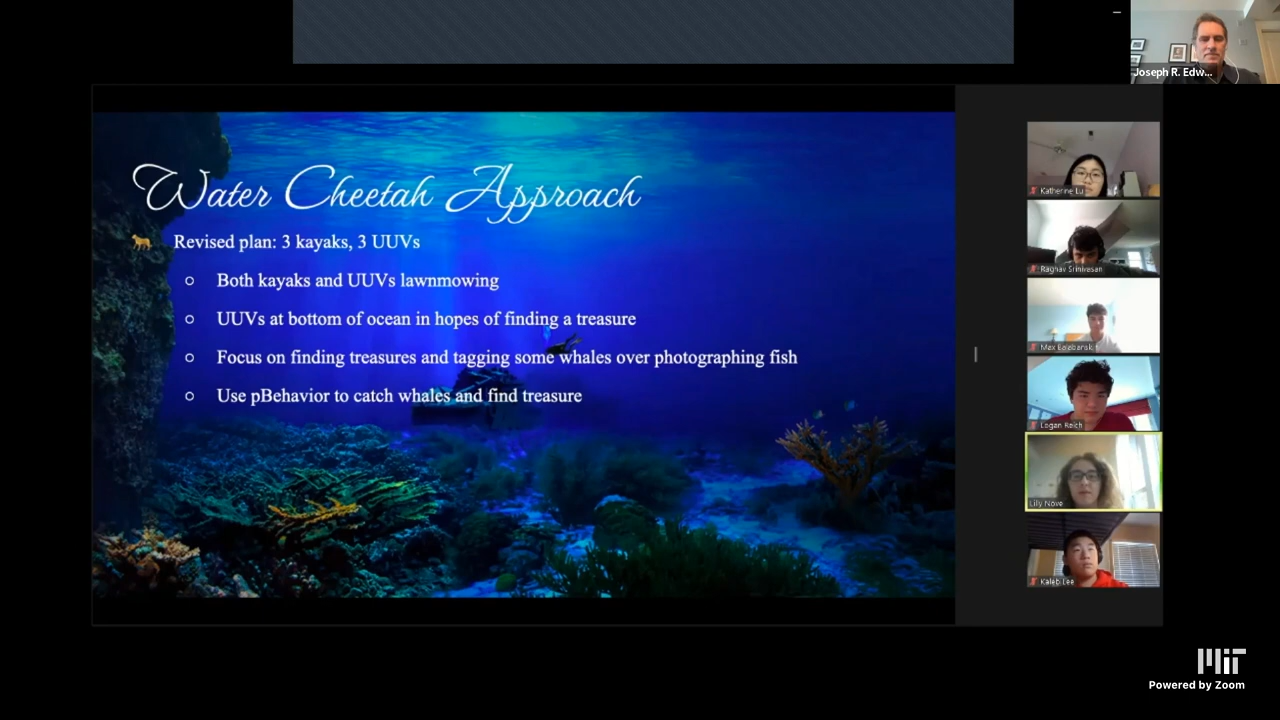 Joseph R. Edw...
Water Cheetah Approach
Revised plan: 3 kayaks, 3 UUVs
Both kayaks and UUVs lawnmowing
UUVs at bottom of ocean in hopes of finding a treasure
Focus on finding treasures and tagging some whales over photographing fish
Use pBehavior to catch whales and find treasure
Katherine Lu
Raghav Srinivasan
Max
Logan Reich
Lilly Nove
Kaleb Lee
MIT
Powered by Zoom